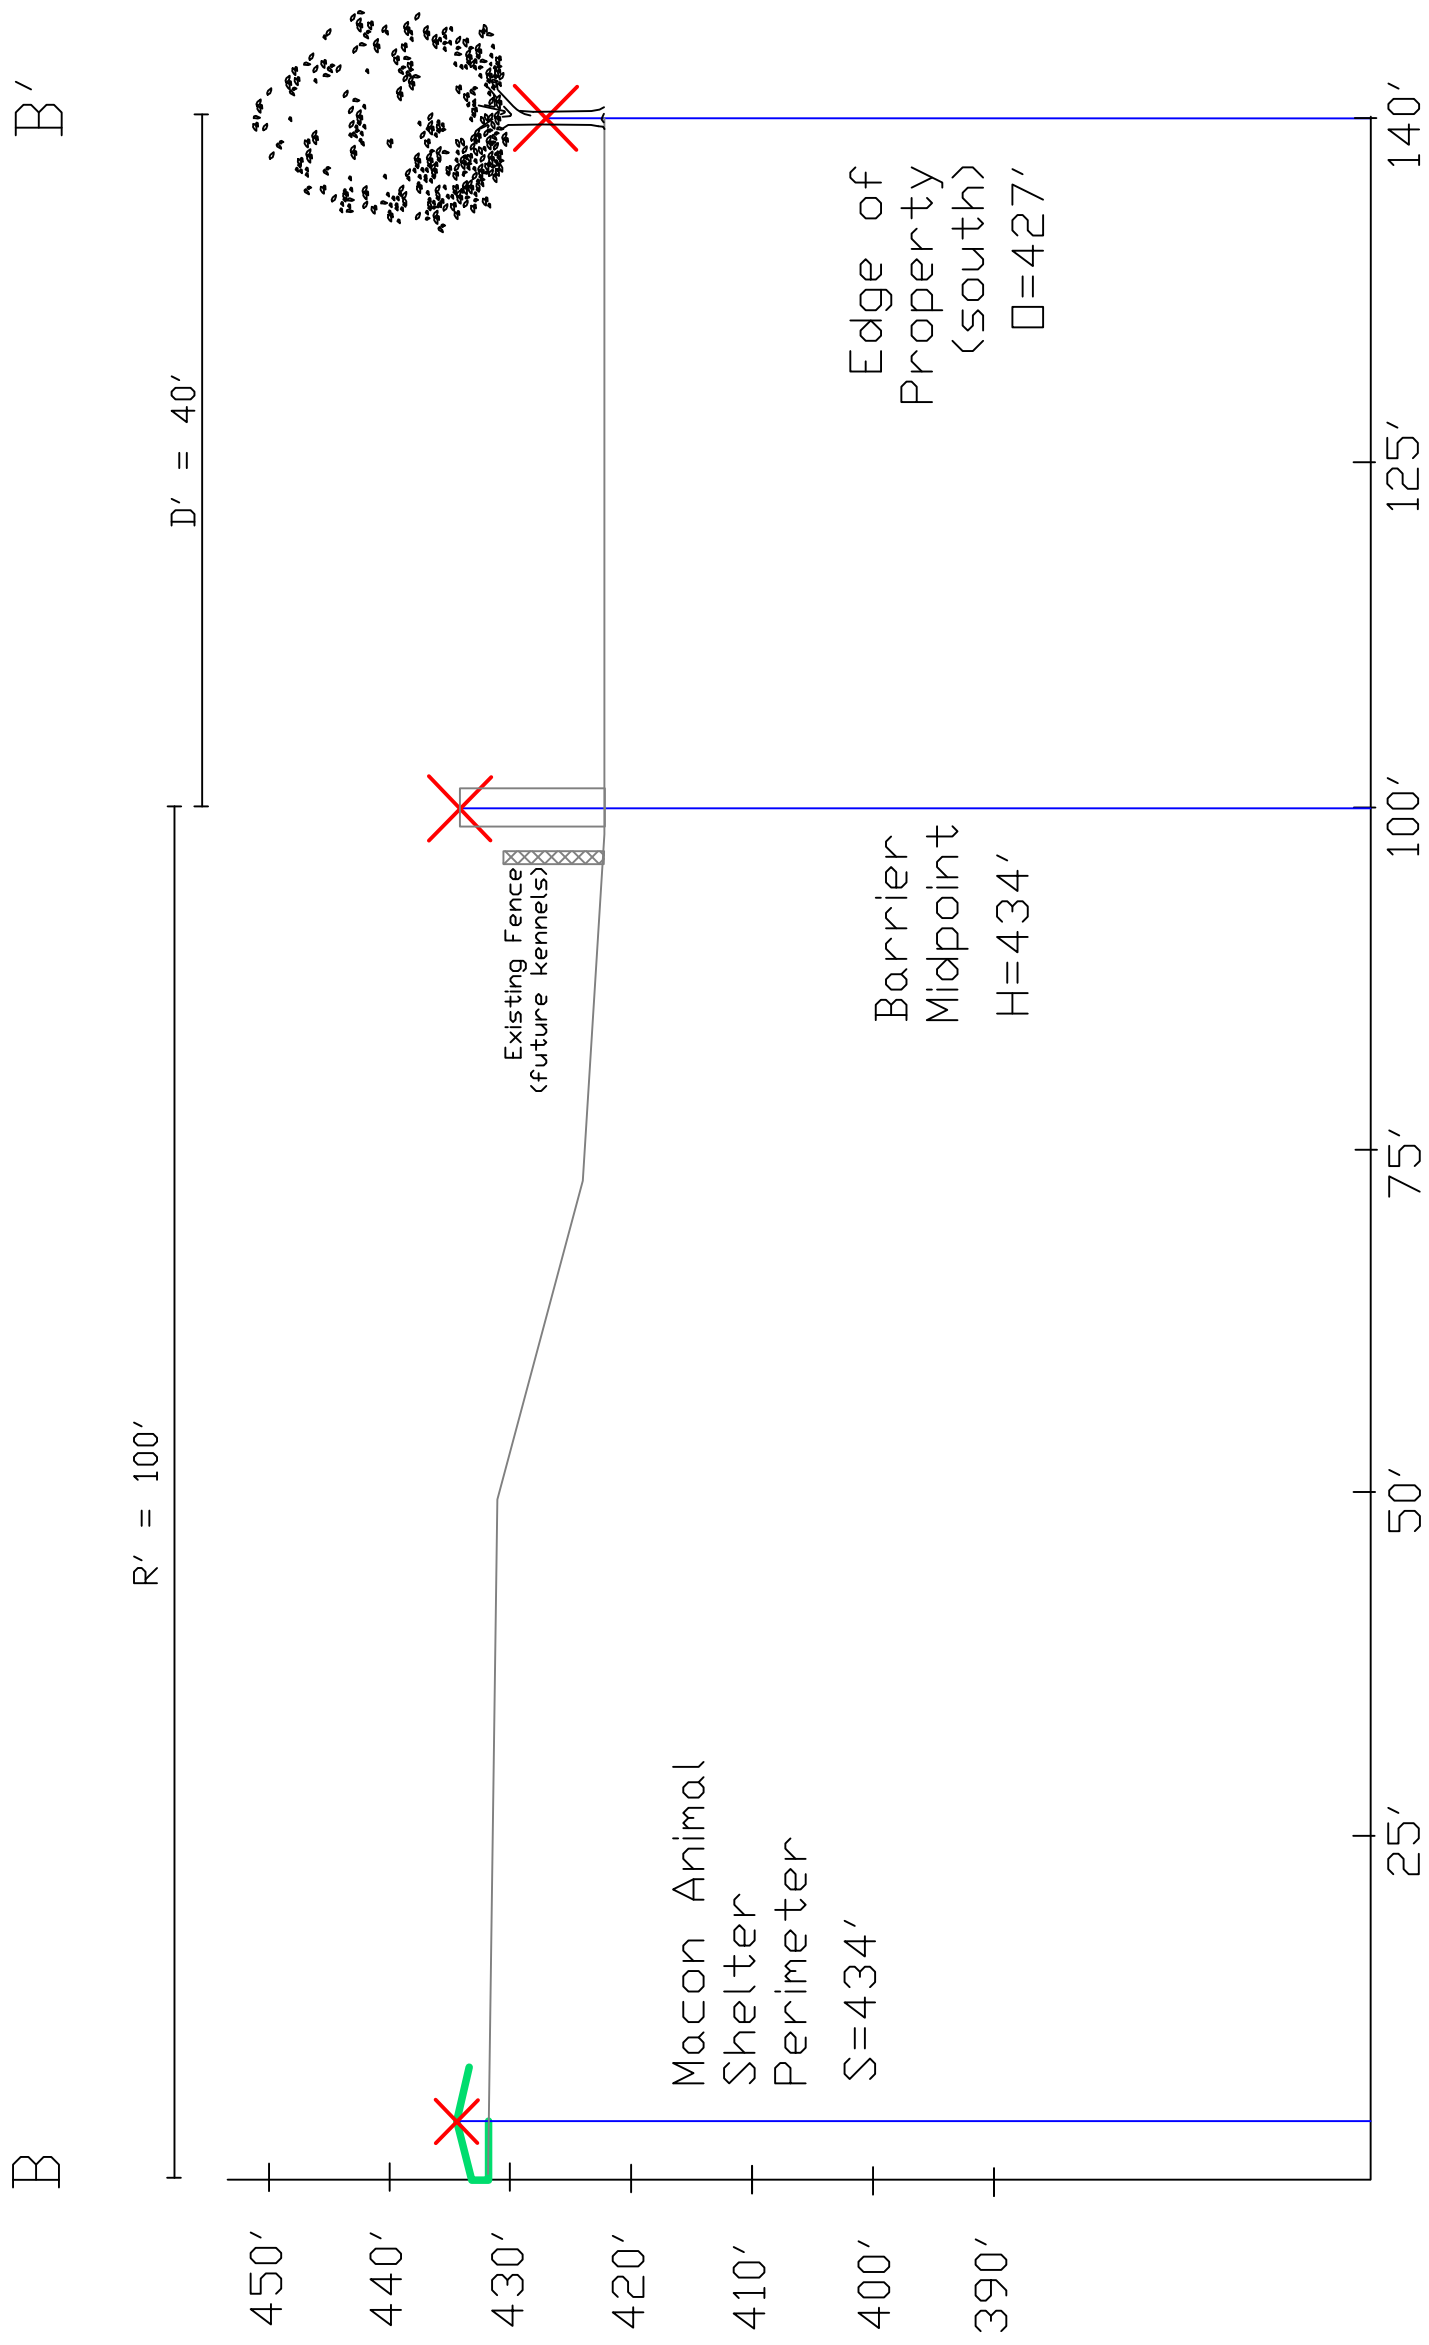 B
B'
R' = 100'
D' = 40'
450'
440'
430'
420'
410'
400'
390'
Existing Fence
(future kennels)
Macon Animal
Shelter
Perimeter
S=434'
Barrier
Midpoint
H=434'
Edge of
Property
(south)
□=427'
25'
50'
75'
100'
125'
140'